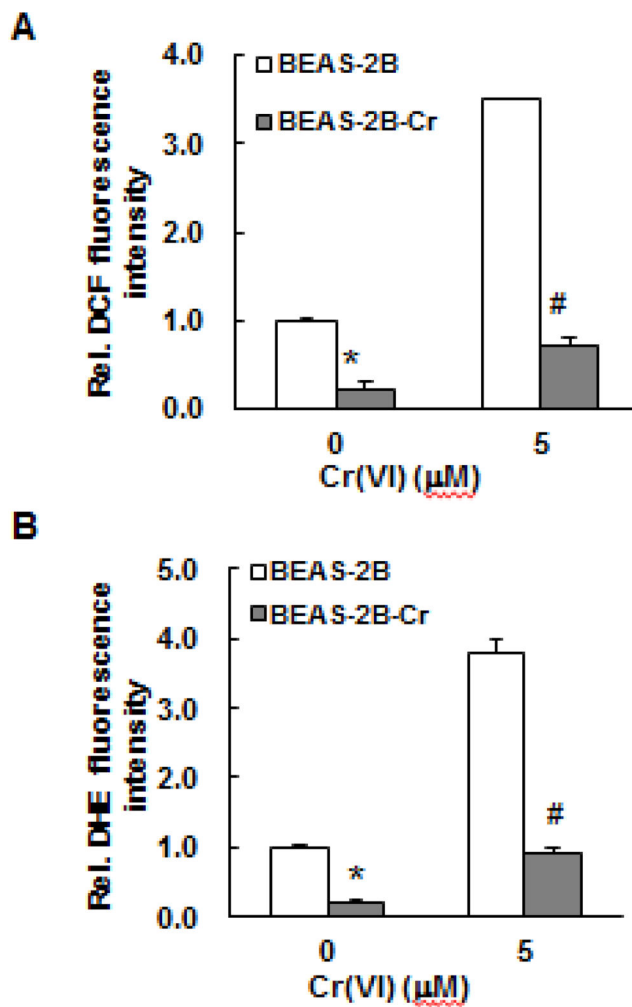 A
Rel. DCF fluorescence
intensity
4.0
3.0
2.0
1.0
0.0
BEAS-2B
BEAS-2B-Cr
*
#
0
5
Cr(VI) (μM)
B
Rel. DHE fluorescence
intensity
5.0
4.0
3.0
2.0
1.0
0.0
BEAS-2B
BEAS-2B-Cr
*
#
0
5
Cr(VI) (μM)